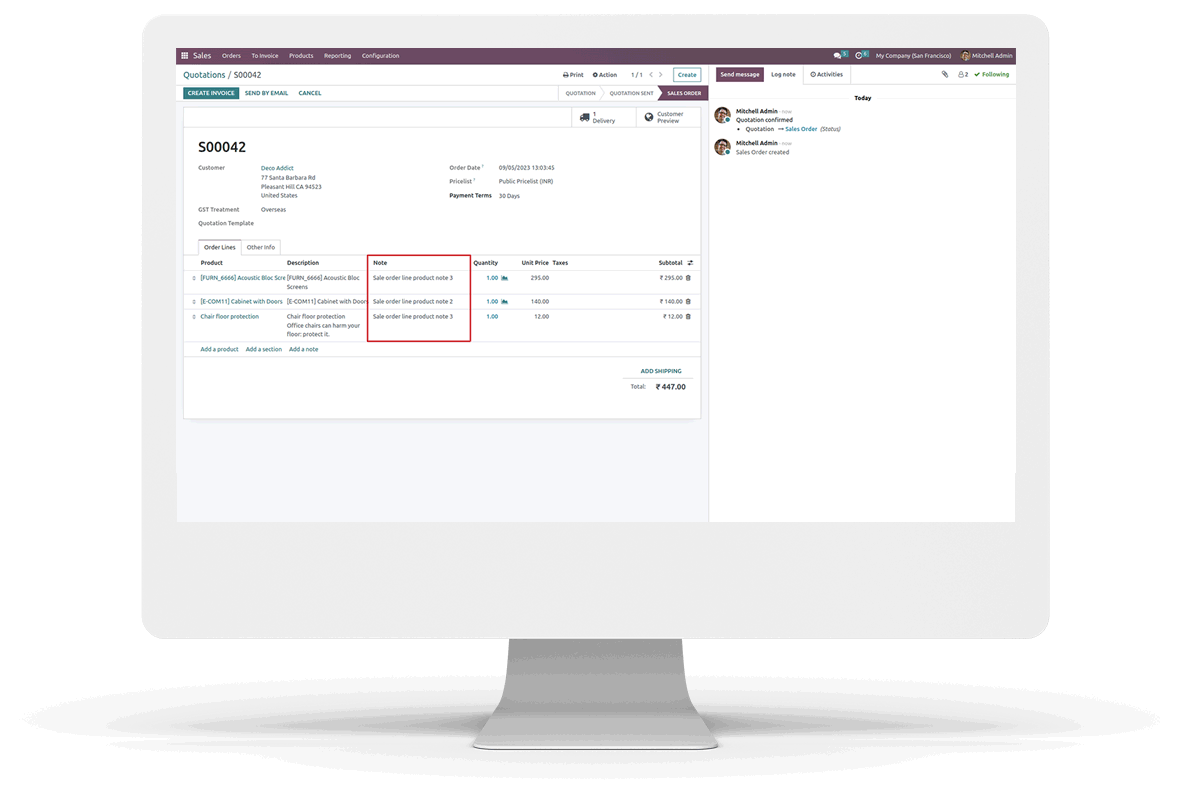 Sales Orders To Invoice Products Reporting Configuration 5 6 My Company (San Francisco) Mitchell Admin
Quotations / S00042 Print Action 1 / 1 Create
Send message Log note Activities 2 Following
CREATE INVOICE SEND BY EMAIL CANCEL QUOTATION QUOTATION SENT SALES ORDER
1
Delivery
Customer
Preview
S00042
Customer Deco Addict
77 Santa Barbara Rd
Pleasant Hill CA 94523
United States
GST Treatment Overseas
Quotation Template
Order Date ? 09/05/2023 13:03:45
Pricelist ? Public Pricelist (INR)
Payment Terms 30 Days
Order Lines Other Info
Product Description Note Quantity Unit Price Taxes Subtotal
[FURN_6666] Acoustic Bloc Scre [FURN_6666] Acoustic Bloc Sale order line product note 3 1.00 295.00 ₹ 295.00
Screens
[E-COM11] Cabinet with Doors [E-COM11] Cabinet with Doors Sale order line product note 2 1.00 140.00 ₹ 140.00
Chair floor protection Chair floor protection Sale order line product note 3 1.00 12.00 ₹ 12.00
Office chairs can harm your
floor: protect it.
Add a product Add a section Add a note
ADD SHIPPING
Total: ₹ 447.00
Today
Mitchell Admin - now
Quotation confirmed
• Quotation → Sales Order (Status)
Mitchell Admin - now
Sales Order created